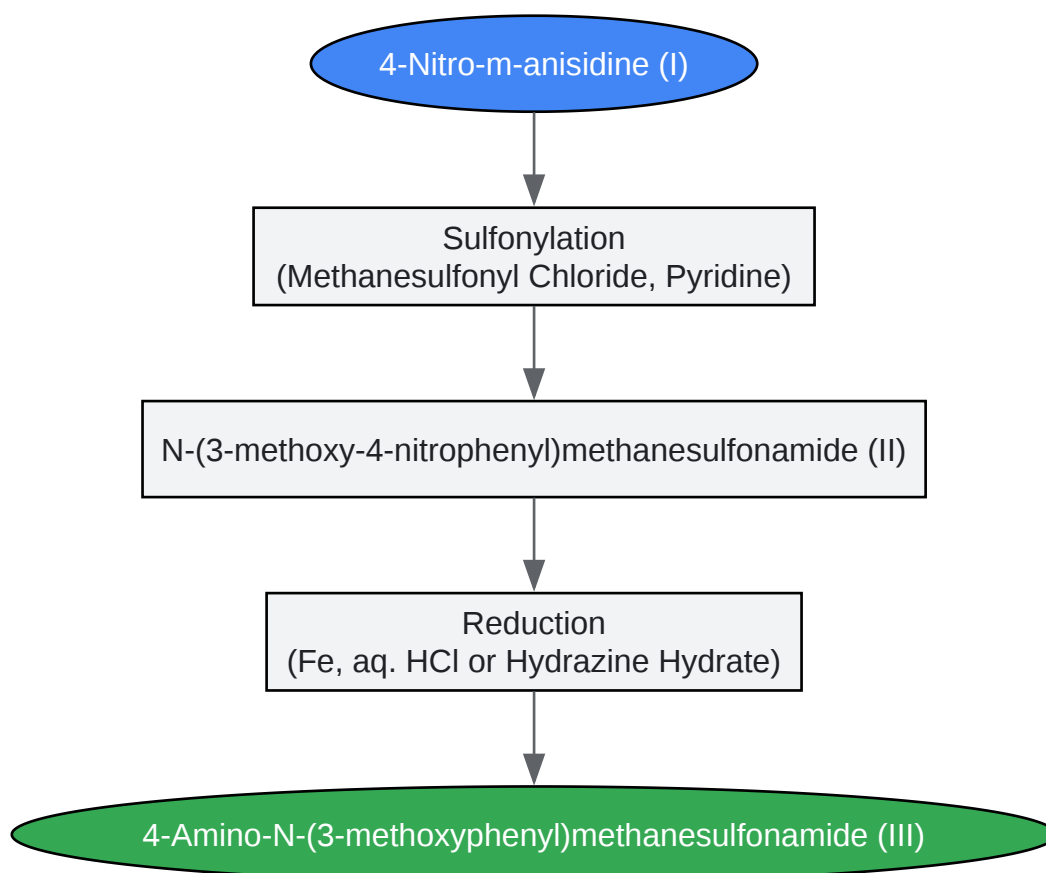 4-Nitro-m-anisidine (I)
Sulfonylation
(Methanesulfonyl Chloride, Pyridine)
N-(3-methoxy-4-nitrophenyl)methanesulfonamide (II)
Reduction
(Fe, aq. HCl or Hydrazine Hydrate)
4-Amino-N-(3-methoxyphenyl)methanesulfonamide (III)